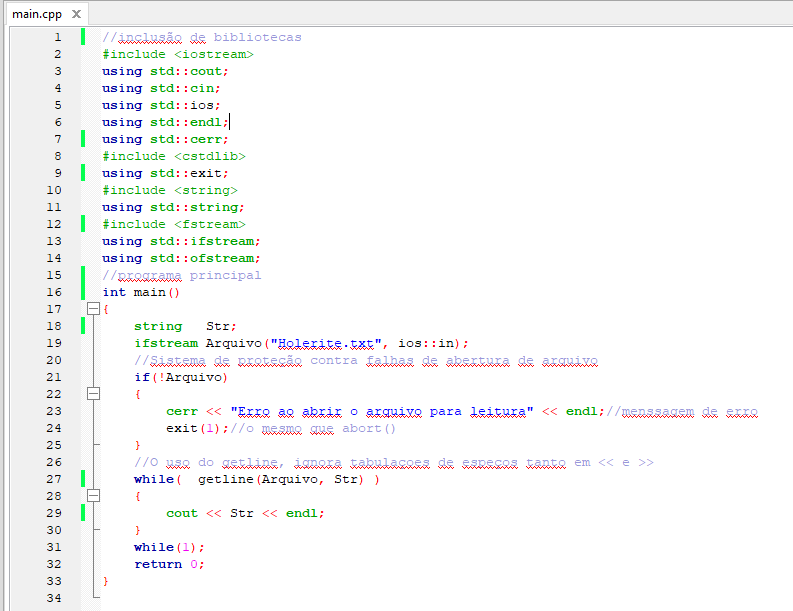 main.cpp X
1 //inclusão de bibliotecas
2 #include <iostream>
3 using std::cout;
4 using std::cin;
5 using std::ios;
6 using std::endl;
7 using std::cerr;
8 #include <cstdlib>
9 using std::exit;
10 #include <string>
11 using std::string;
12 #include <fstream>
13 using std::ifstream;
14 using std::ofstream;
15 //programa principal
16 int main()
17 {
18     string   Str;
19     ifstream Arquivo("Holerite.txt", ios::in);
20     //Sistema de proteção contra falhas de abertura de arquivo
21     if(!Arquivo)
22     {
23         cerr << "Erro ao abrir o arquivo para leitura" << endl;//menssagem de erro
24         exit(1);//o mesmo que abort()
25     }
26     //O uso do getline, ignora tabulaçoes de espeços tanto em << e >>
27     while(  getline(Arquivo, Str) )
28     {
29         cout << Str << endl;
30     }
31     while(1);
32     return 0;
33 }
34